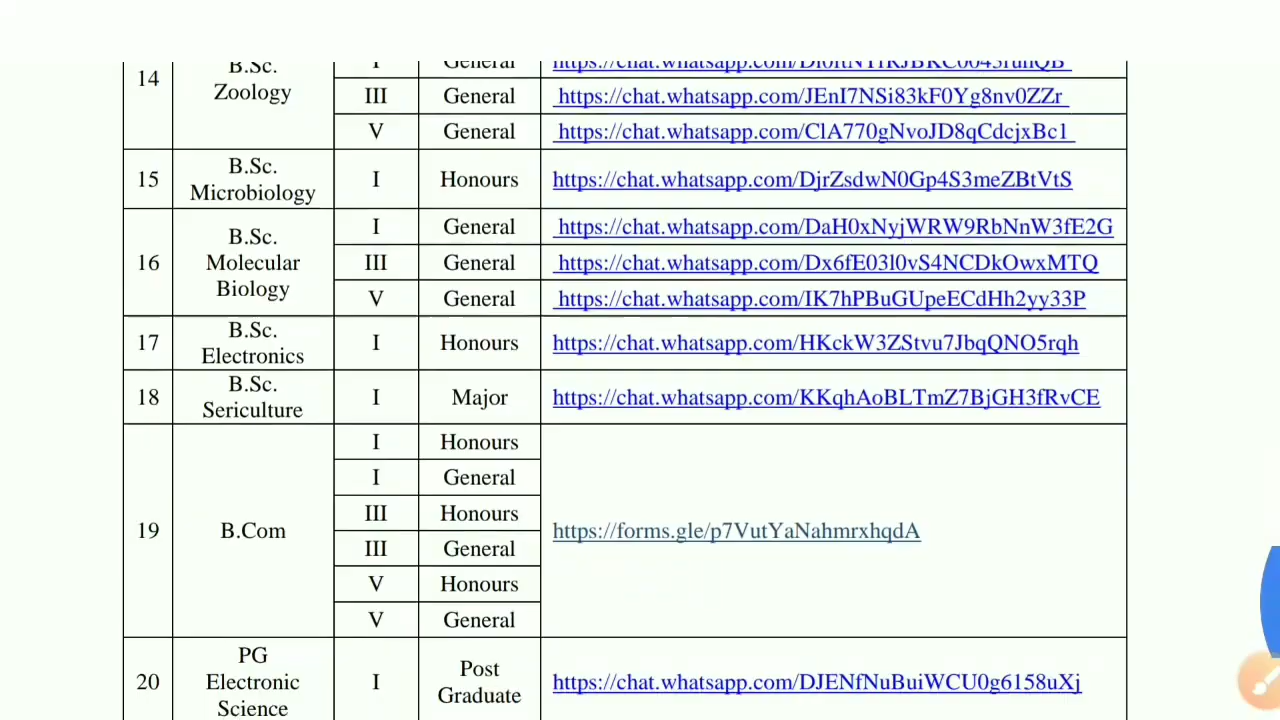 14 B.Sc. Zoology I General
III General https://chat.whatsapp.com/JEnI7NSi83kF0Yg8nv0ZZr
V General https://chat.whatsapp.com/ClA770gNvoJD8qCdcjxBc1
15 B.Sc. Microbiology I Honours https://chat.whatsapp.com/DjrZsdwN0Gp4S3meZBtVtS
16 B.Sc. Molecular Biology I General https://chat.whatsapp.com/DaH0xNyjWRW9RbNnW3fE2G
III General https://chat.whatsapp.com/Dx6fE03l0vS4NCDkOwxMTQ
V General https://chat.whatsapp.com/IK7hPBuGUpeECdHh2yy33P
17 B.Sc. Electronics I Honours https://chat.whatsapp.com/HKckW3ZStvu7JbqQNO5rqh
18 B.Sc. Sericulture I Major https://chat.whatsapp.com/KKqhAoBLTmZ7BjGH3fRvCE
19 B.Com I Honours https://forms.gle/p7VutYaNahmrxhqdA
I General
III Honours
III General
V Honours
V General
20 PG Electronic Science I Post Graduate https://chat.whatsapp.com/DJENfNuBuiWCU0g6158uXj